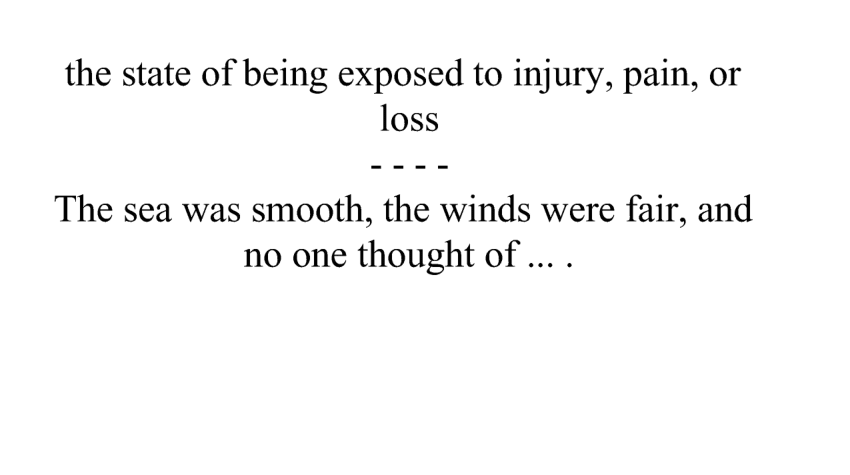 the state of being exposed to injury, pain, or
loss
- - - -
The sea was smooth, the winds were fair, and
no one thought of ... .